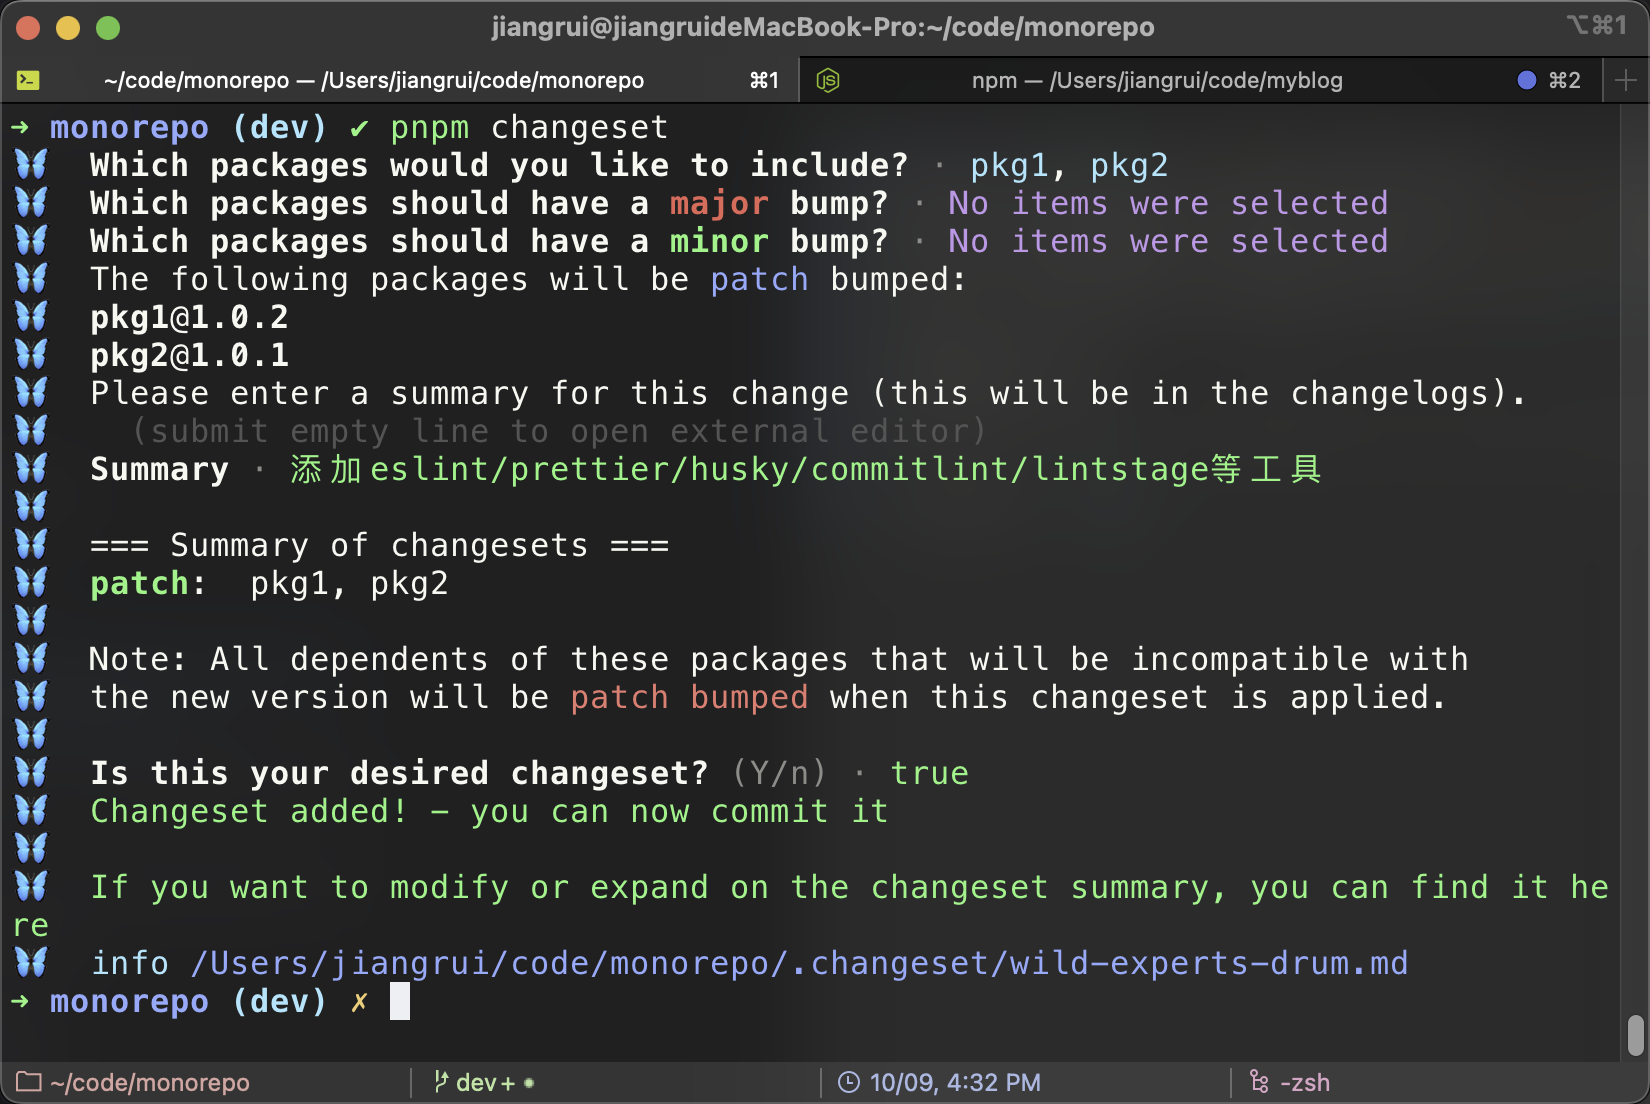 jiangrui@jiangruideMacBook-Pro:~/code/monorepo
⌥⌘1
~/code/monorepo — /Users/jiangrui/code/monorepo ⌘1
npm — /Users/jiangrui/code/myblog ⌘2
→ monorepo (dev) ✔ pnpm changeset
Which packages would you like to include? · pkg1, pkg2
Which packages should have a major bump? · No items were selected
Which packages should have a minor bump? · No items were selected
The following packages will be patch bumped:
pkg1@1.0.2
pkg2@1.0.1
Please enter a summary for this change (this will be in the changelogs).
(submit empty line to open external editor)
Summary · 添加eslint/prettier/husky/commitlint/lintstage等工具
=== Summary of changesets ===
patch:  pkg1, pkg2
Note: All dependents of these packages that will be incompatible with
the new version will be patch bumped when this changeset is applied.
Is this your desired changeset? (Y/n) · true
Changeset added! - you can now commit it
If you want to modify or expand on the changeset summary, you can find it he
re
info /Users/jiangrui/code/monorepo/.changeset/wild-experts-drum.md
→ monorepo (dev) ✗
~/code/monorepo
dev+ •
10/09, 4:32 PM
-zsh